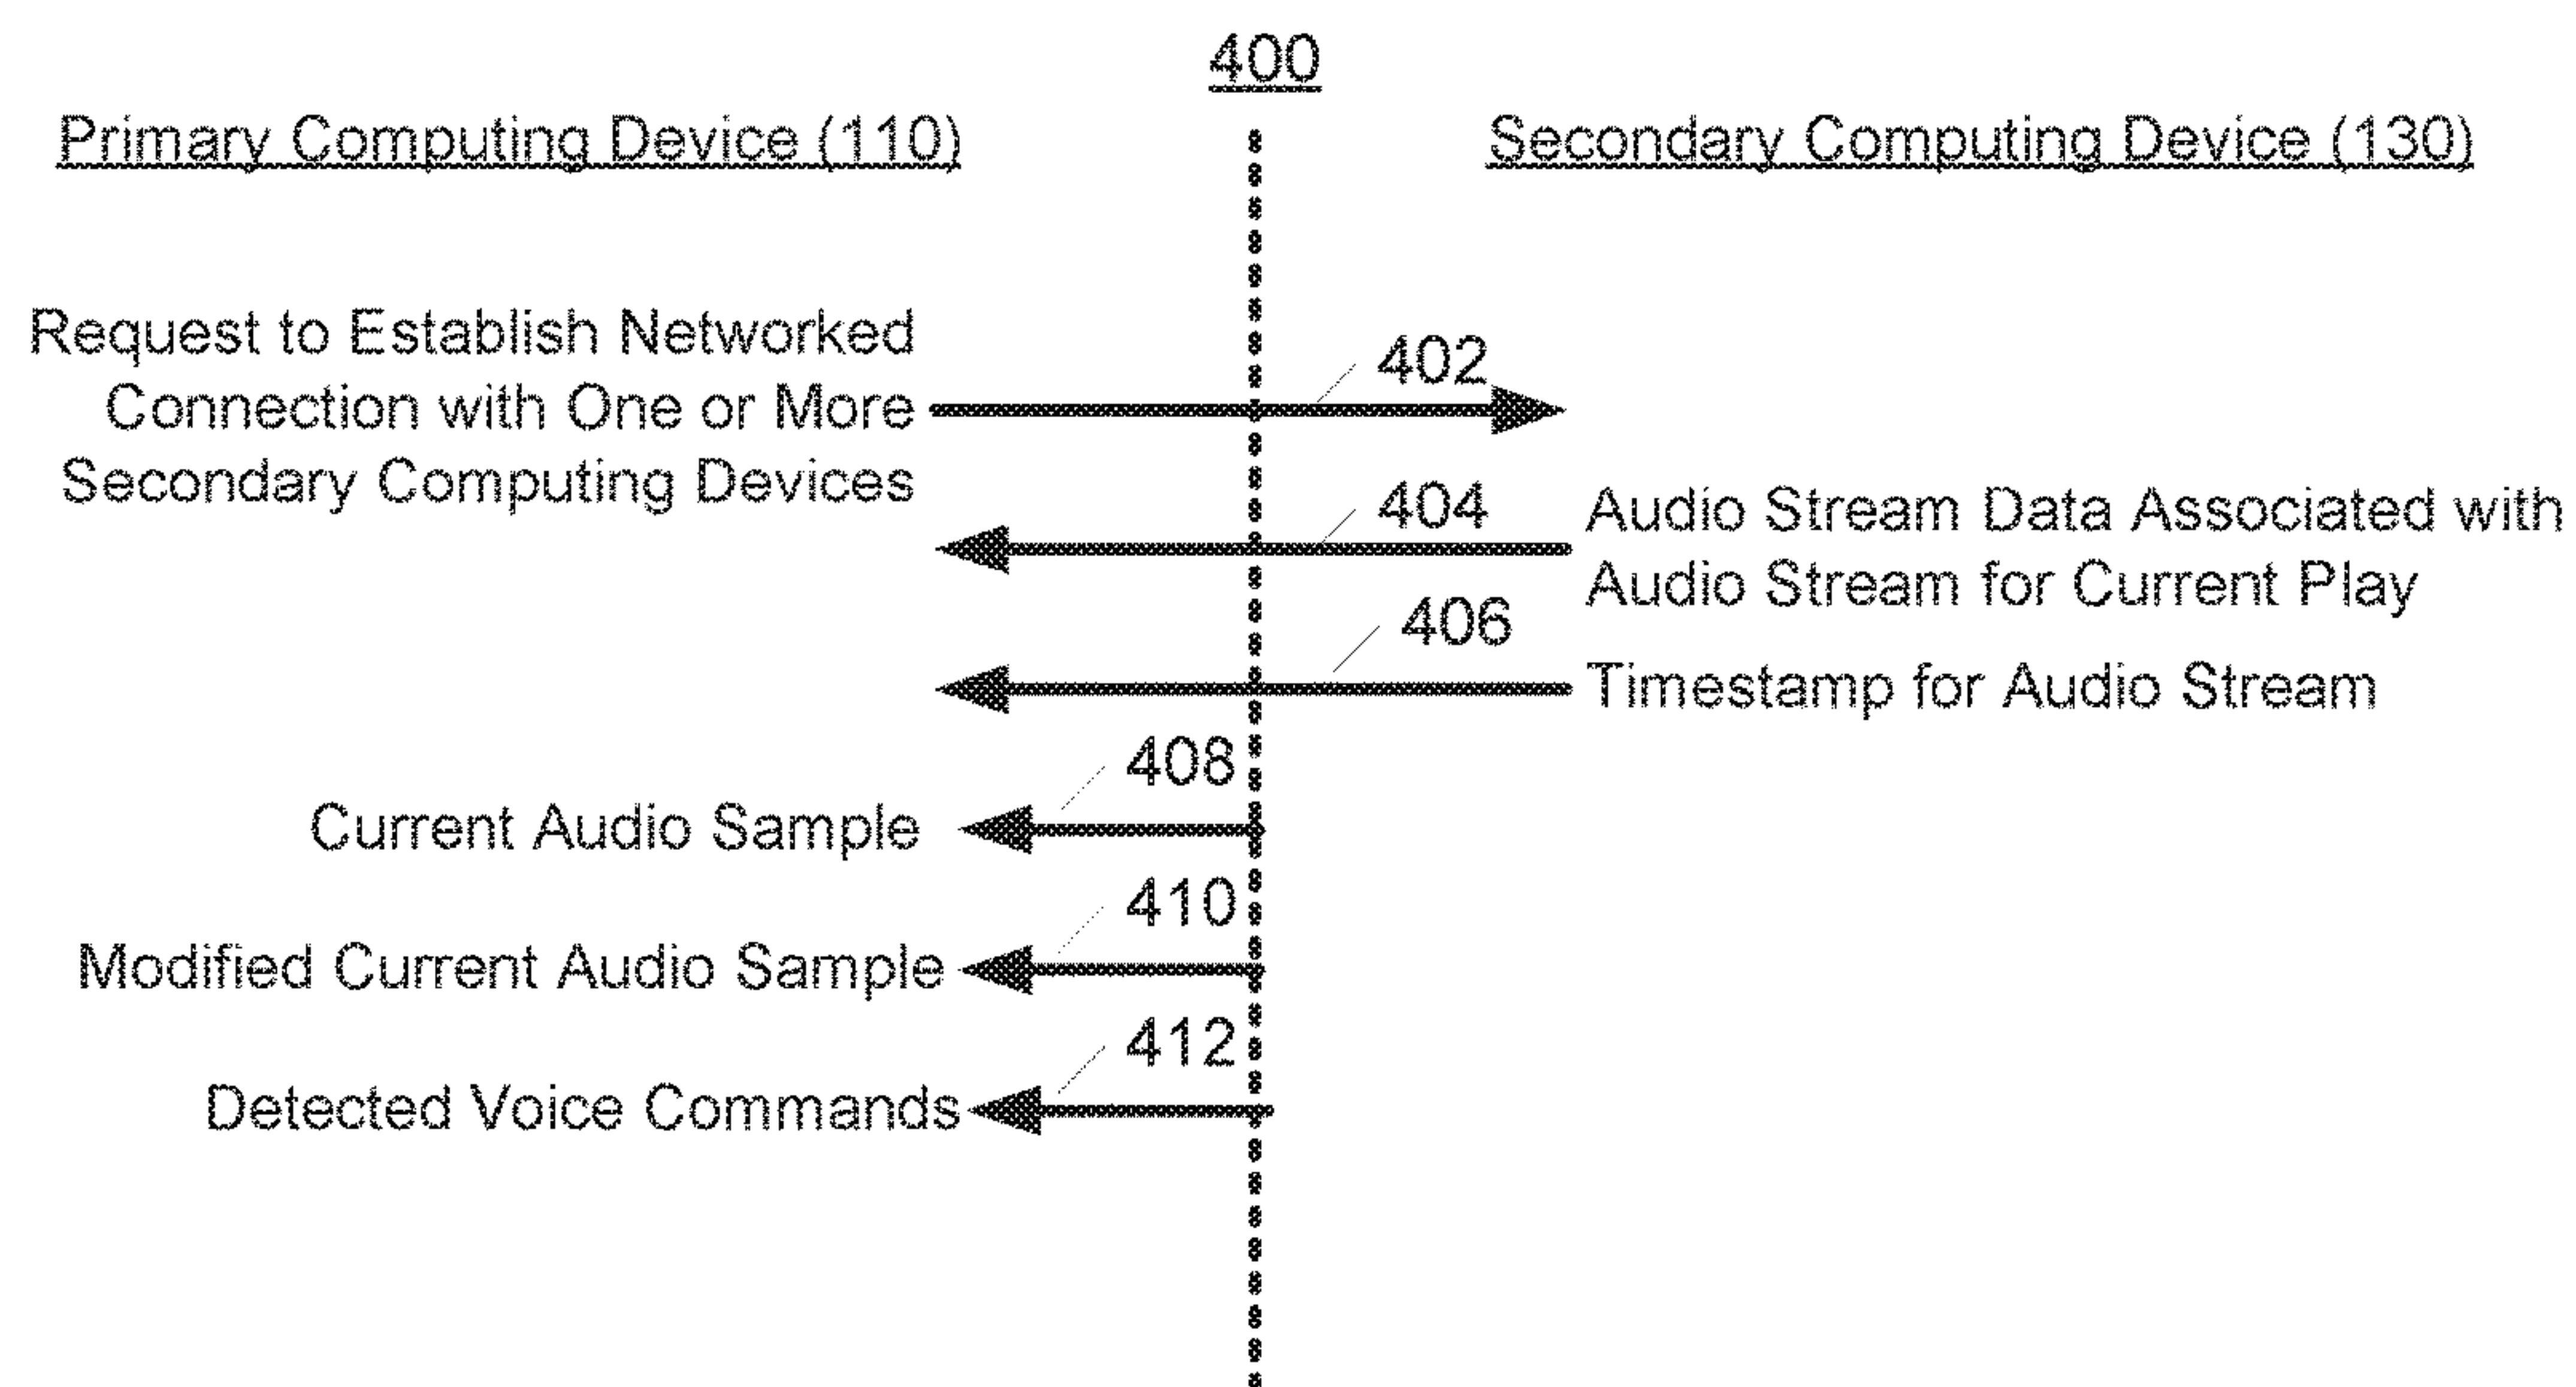 400
Primary Computing Device (110)
Secondary Computing Device (130)
Request to Establish Networked
Connection with One or More
Secondary Computing Devices
402
404
Audio Stream Data Associated with
Audio Stream for Current Play
406
Timestamp for Audio Stream
408
Current Audio Sample
410
Modified Current Audio Sample
412
Detected Voice Commands